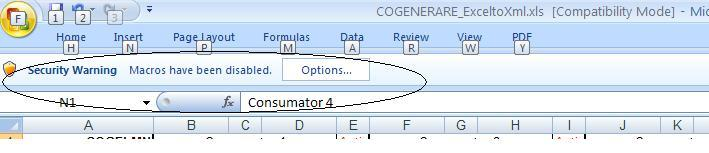 COGENERARE_ExceltoXml.xls [Compatibility Mode] - Mic
F 1 2 3
Home Insert Page Layout Formulas Data Review View PDF
H N P M A R W Y
Security Warning Macros have been disabled. Options...
N1 fx Consumator 4
A B C D E F G H I J K